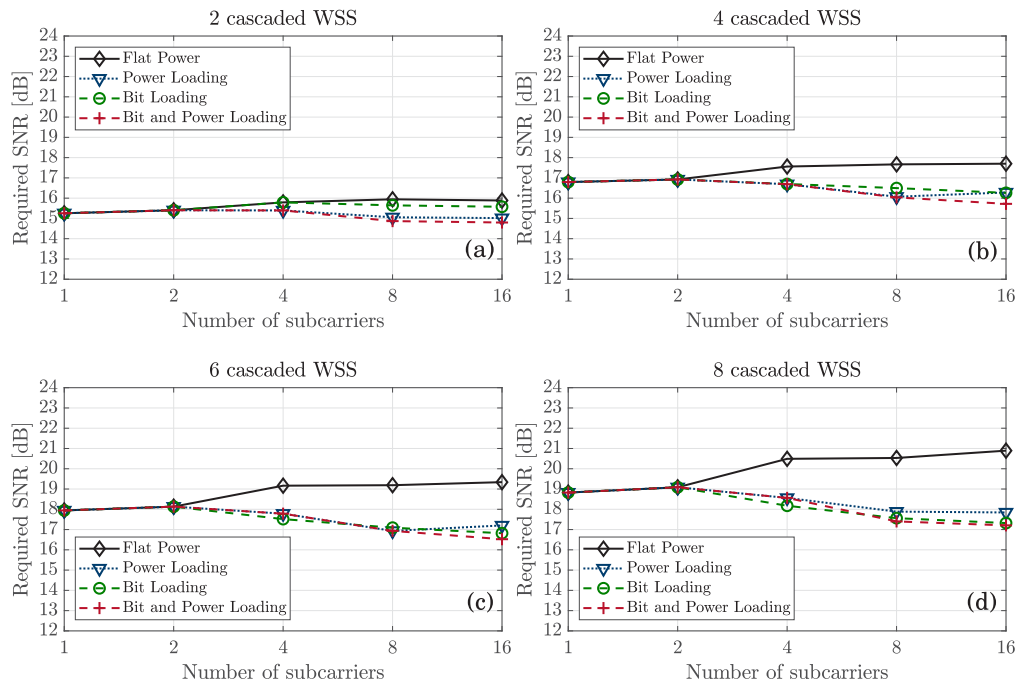 2 cascaded WSS
24
23
22
21
20
19
18
17
16
15
14
13
12
Required SNR [dB]
Flat Power
Power Loading
Bit Loading
Bit and Power Loading
(a)
1 2 4 8 16
Number of subcarriers
4 cascaded WSS
24
23
22
21
20
19
18
17
16
15
14
13
12
Required SNR [dB]
Flat Power
Power Loading
Bit Loading
Bit and Power Loading
(b)
1 2 4 8 16
Number of subcarriers
6 cascaded WSS
24
23
22
21
20
19
18
17
16
15
14
13
12
Required SNR [dB]
Flat Power
Power Loading
Bit Loading
Bit and Power Loading
(c)
1 2 4 8 16
Number of subcarriers
8 cascaded WSS
24
23
22
21
20
19
18
17
16
15
14
13
12
Required SNR [dB]
Flat Power
Power Loading
Bit Loading
Bit and Power Loading
(d)
1 2 4 8 16
Number of subcarriers